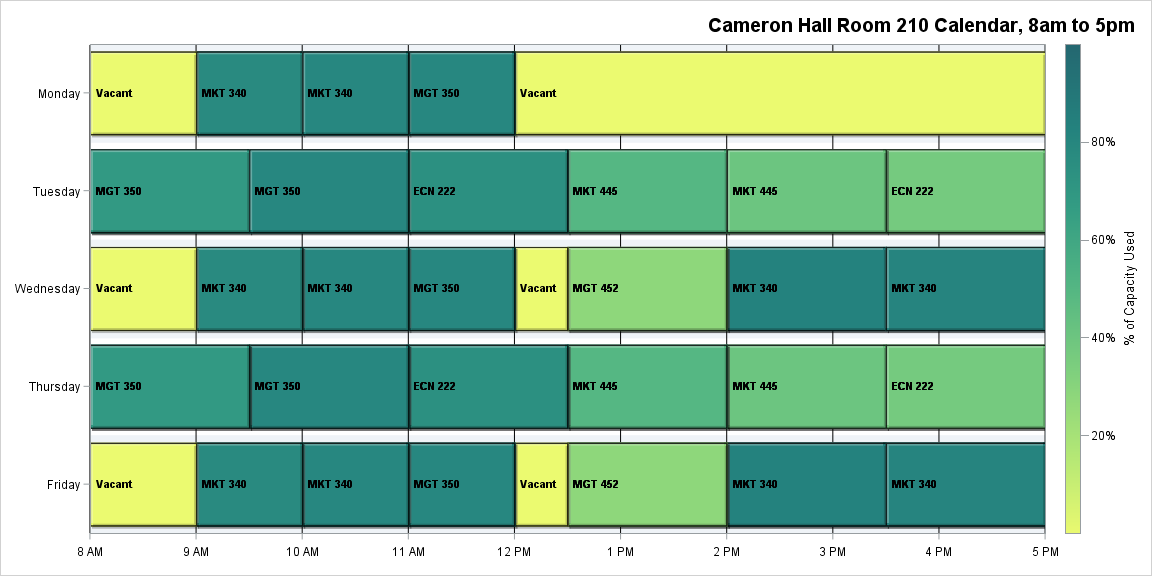 Cameron Hall Room 210 Calendar, 8am to 5pm
Monday
Vacant
MKT 340
MKT 340
MGT 350
Vacant
Tuesday
MGT 350
MGT 350
ECN 222
MKT 445
MKT 445
ECN 222
Wednesday
Vacant
MKT 340
MKT 340
MGT 350
Vacant
MGT 452
MKT 340
MKT 340
Thursday
MGT 350
MGT 350
ECN 222
MKT 445
MKT 445
ECN 222
Friday
Vacant
MKT 340
MKT 340
MGT 350
Vacant
MGT 452
MKT 340
MKT 340
8 AM
9 AM
10 AM
11 AM
12 PM
1 PM
2 PM
3 PM
4 PM
5 PM
80%
60%
40%
20%
% of Capacity Used